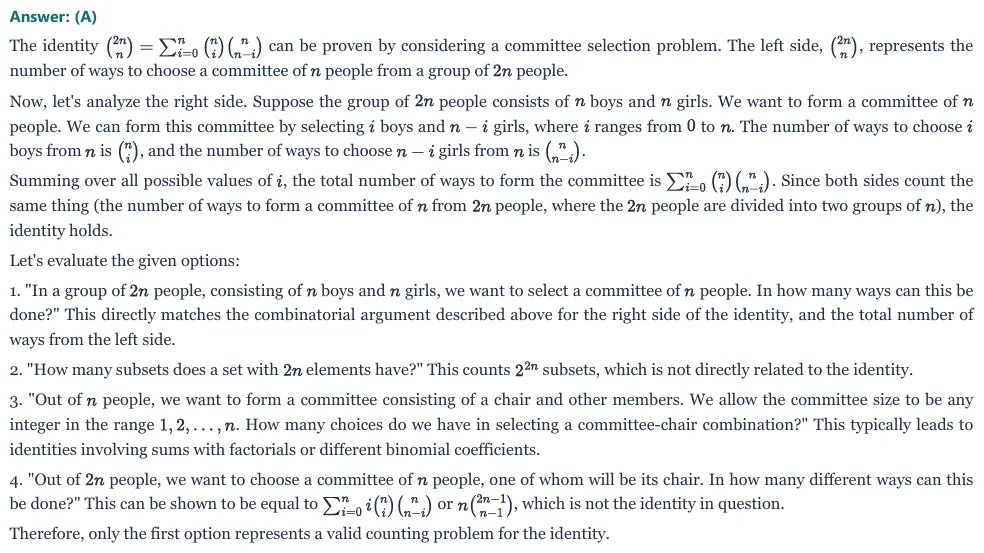 Answer: (A)
The identity $\binom{2n}{n} = \sum_{i=0}^{n} \binom{n}{i}\binom{n}{n-i}$ can be proven by considering a committee selection problem. The left side, $\binom{2n}{n}$, represents the
number of ways to choose a committee of $n$ people from a group of $2n$ people.
Now, let's analyze the right side. Suppose the group of $2n$ people consists of $n$ boys and $n$ girls. We want to form a committee of $n$
people. We can form this committee by selecting $i$ boys and $n - i$ girls, where $i$ ranges from $0$ to $n$. The number of ways to choose $i$
boys from $n$ is $\binom{n}{i}$, and the number of ways to choose $n - i$ girls from $n$ is $\binom{n}{n-i}$.
Summing over all possible values of $i$, the total number of ways to form the committee is $\sum_{i=0}^{n} \binom{n}{i}\binom{n}{n-i}$. Since both sides count the
same thing (the number of ways to form a committee of $n$ from $2n$ people, where the $2n$ people are divided into two groups of $n$), the
identity holds.
Let's evaluate the given options:
1. "In a group of $2n$ people, consisting of $n$ boys and $n$ girls, we want to select a committee of $n$ people. In how many ways can this be
done?" This directly matches the combinatorial argument described above for the right side of the identity, and the total number of
ways from the left side.
2. "How many subsets does a set with $2n$ elements have?" This counts $2^{2n}$ subsets, which is not directly related to the identity.
3. "Out of $n$ people, we want to form a committee consisting of a chair and other members. We allow the committee size to be any
integer in the range $1, 2, \ldots, n$. How many choices do we have in selecting a committee-chair combination?" This typically leads to
identities involving sums with factorials or different binomial coefficients.
4. "Out of $2n$ people, we want to choose a committee of $n$ people, one of whom will be its chair. In how many different ways can this
be done?" This can be shown to be equal to $\sum_{i=0}^{n} i\binom{n}{i}\binom{n}{n-i}$ or $n\binom{2n-1}{n-1}$, which is not the identity in question.
Therefore, only the first option represents a valid counting problem for the identity.